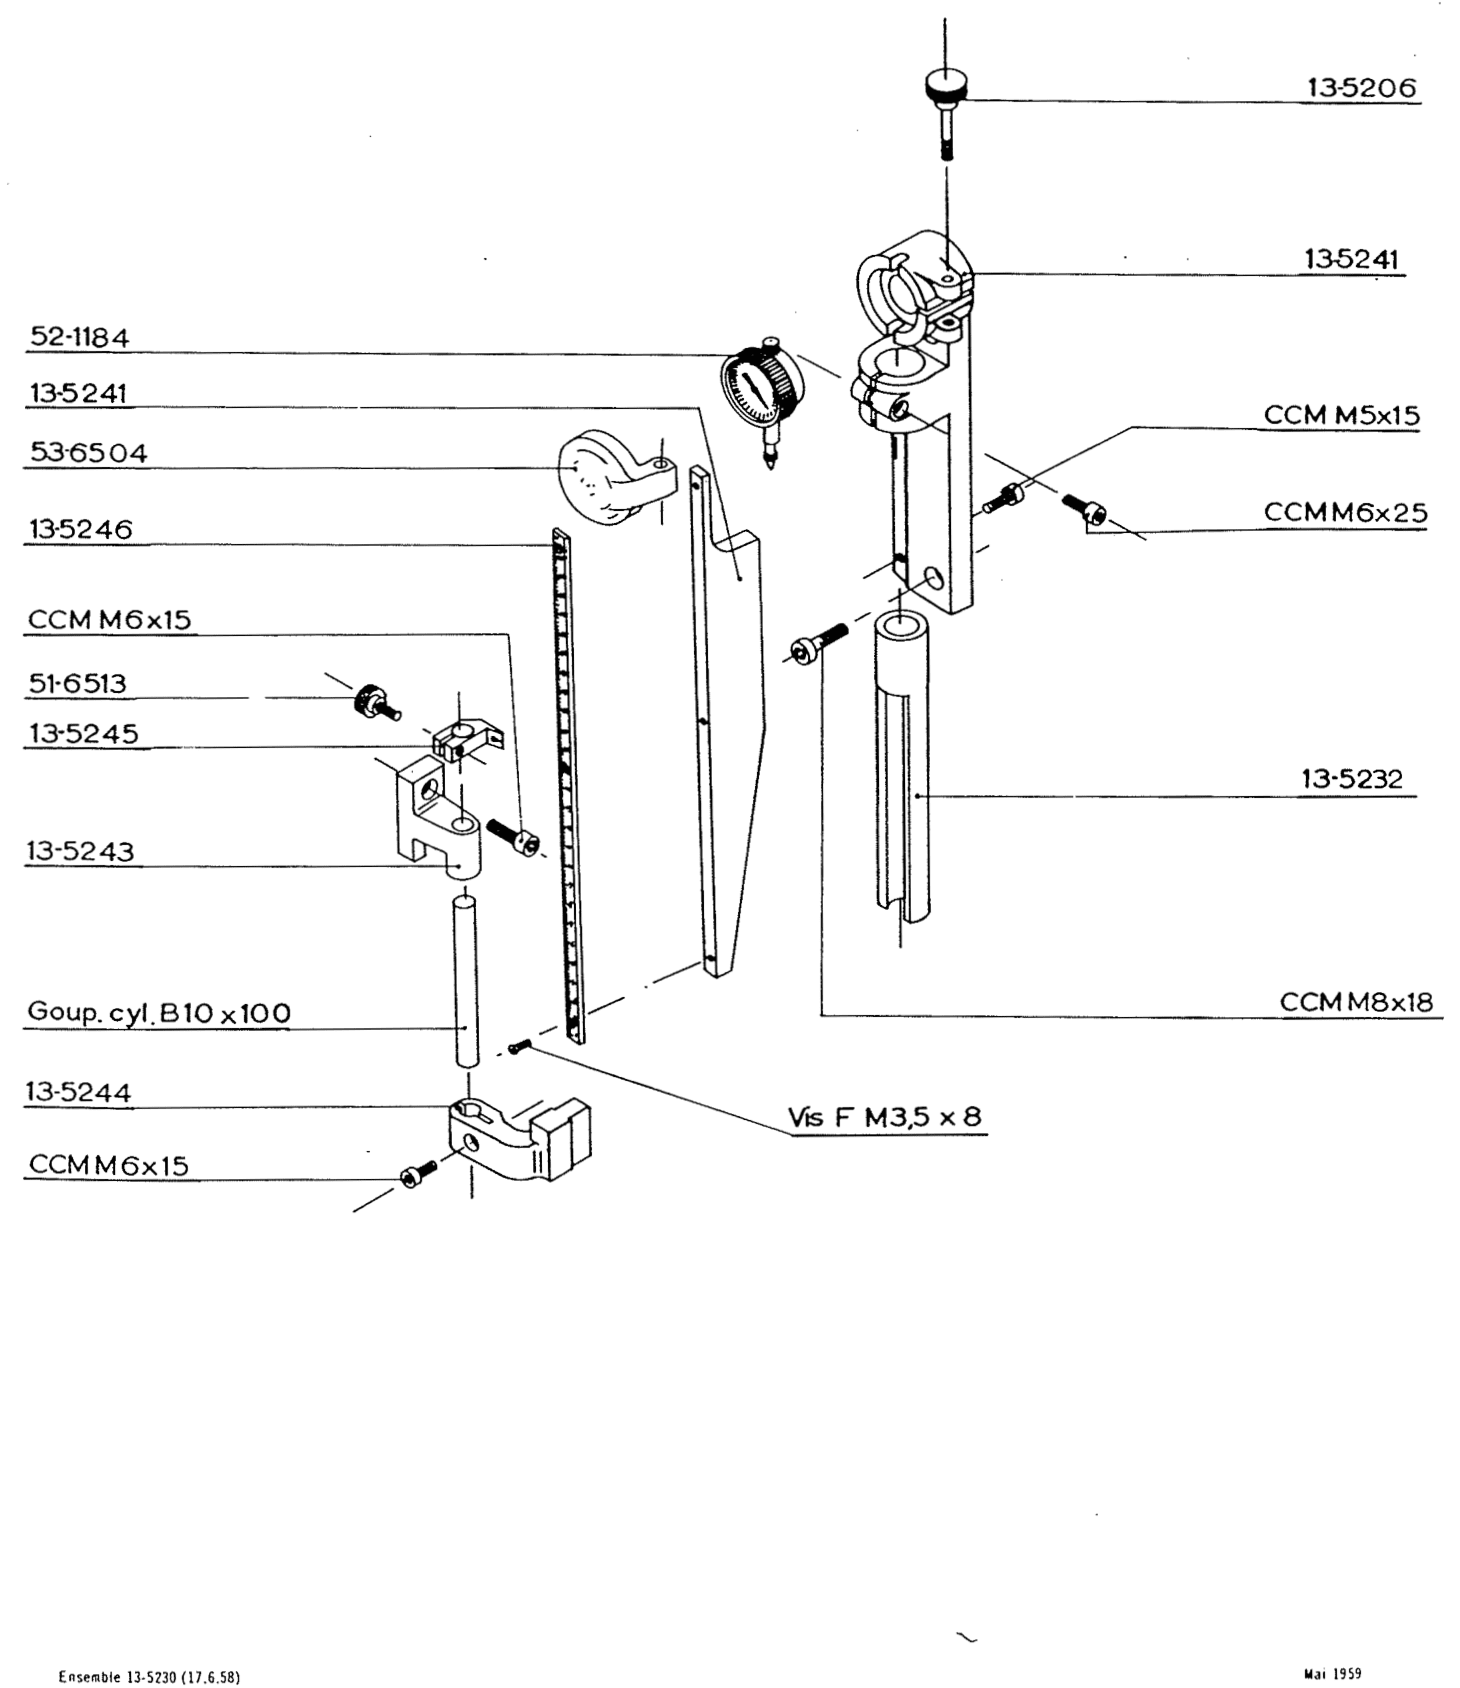 13-5206
13-5241
52-1184
13-5241
53-6504
13-5246
CCM M6x15
51-6513
13-5245
13-5243
Goup. cyl. B10 x 100
13-5244
CCM M6x15
CCM M5x15
CCM M6x25
13-5232
CCM M8x18
Vis F M3,5 x 8
Ensemble 13-5230 (17.6.58)
Mai 1959